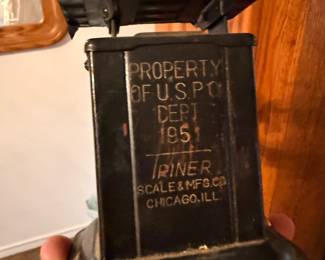 PROPERTY
OF U.S.P.O.
DEPT
1951
TRINER
SCALE & MFG. CO.
CHICAGO, ILL.